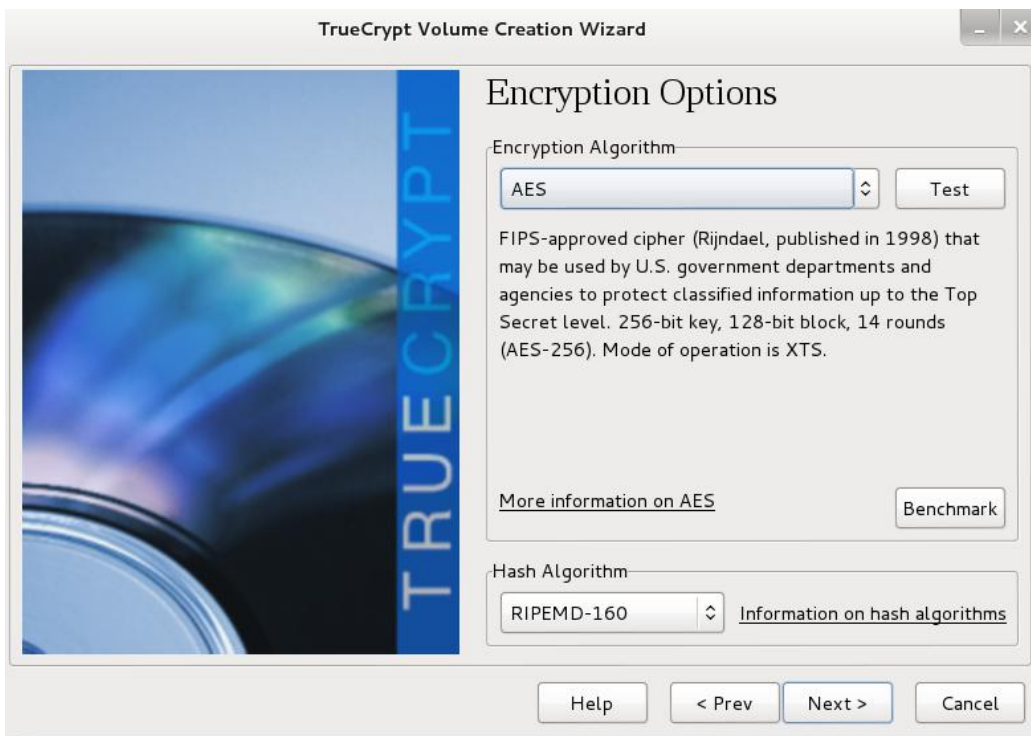 TrueCrypt Volume Creation Wizard
TRUECRYPT
Encryption Options
Encryption Algorithm
AES
Test
FIPS-approved cipher (Rijndael, published in 1998) that
may be used by U.S. government departments and
agencies to protect classified information up to the Top
Secret level. 256-bit key, 128-bit block, 14 rounds
(AES-256). Mode of operation is XTS.
More information on AES
Benchmark
Hash Algorithm
RIPEMD-160
Information on hash algorithms
Help
< Prev
Next >
Cancel